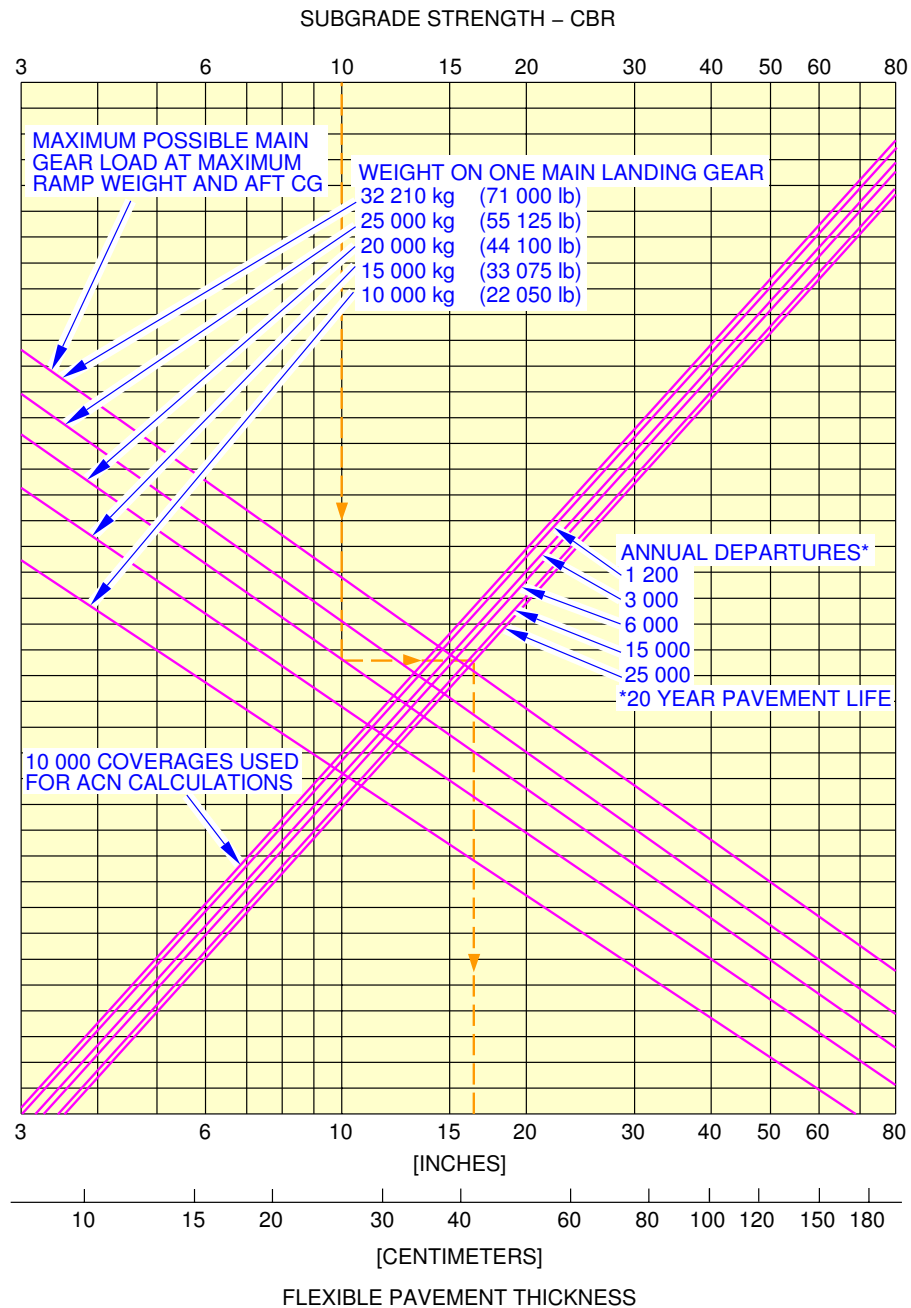 SUBGRADE STRENGTH – CBR
3 6 10 15 20 30 40 50 60 80
MAXIMUM POSSIBLE MAIN
GEAR LOAD AT MAXIMUM
RAMP WEIGHT AND AFT CG
WEIGHT ON ONE MAIN LANDING GEAR
32 210 kg (71 000 lb)
25 000 kg (55 125 lb)
20 000 kg (44 100 lb)
15 000 kg (33 075 lb)
10 000 kg (22 050 lb)
ANNUAL DEPARTURES*
1 200
3 000
6 000
15 000
25 000
*20 YEAR PAVEMENT LIFE
10 000 COVERAGES USED
FOR ACN CALCULATIONS
3 6 10 15 20 30 40 50 60 80
[INCHES]
10 15 20 30 40 60 80 100 120 150 180
[CENTIMETERS]
FLEXIBLE PAVEMENT THICKNESS